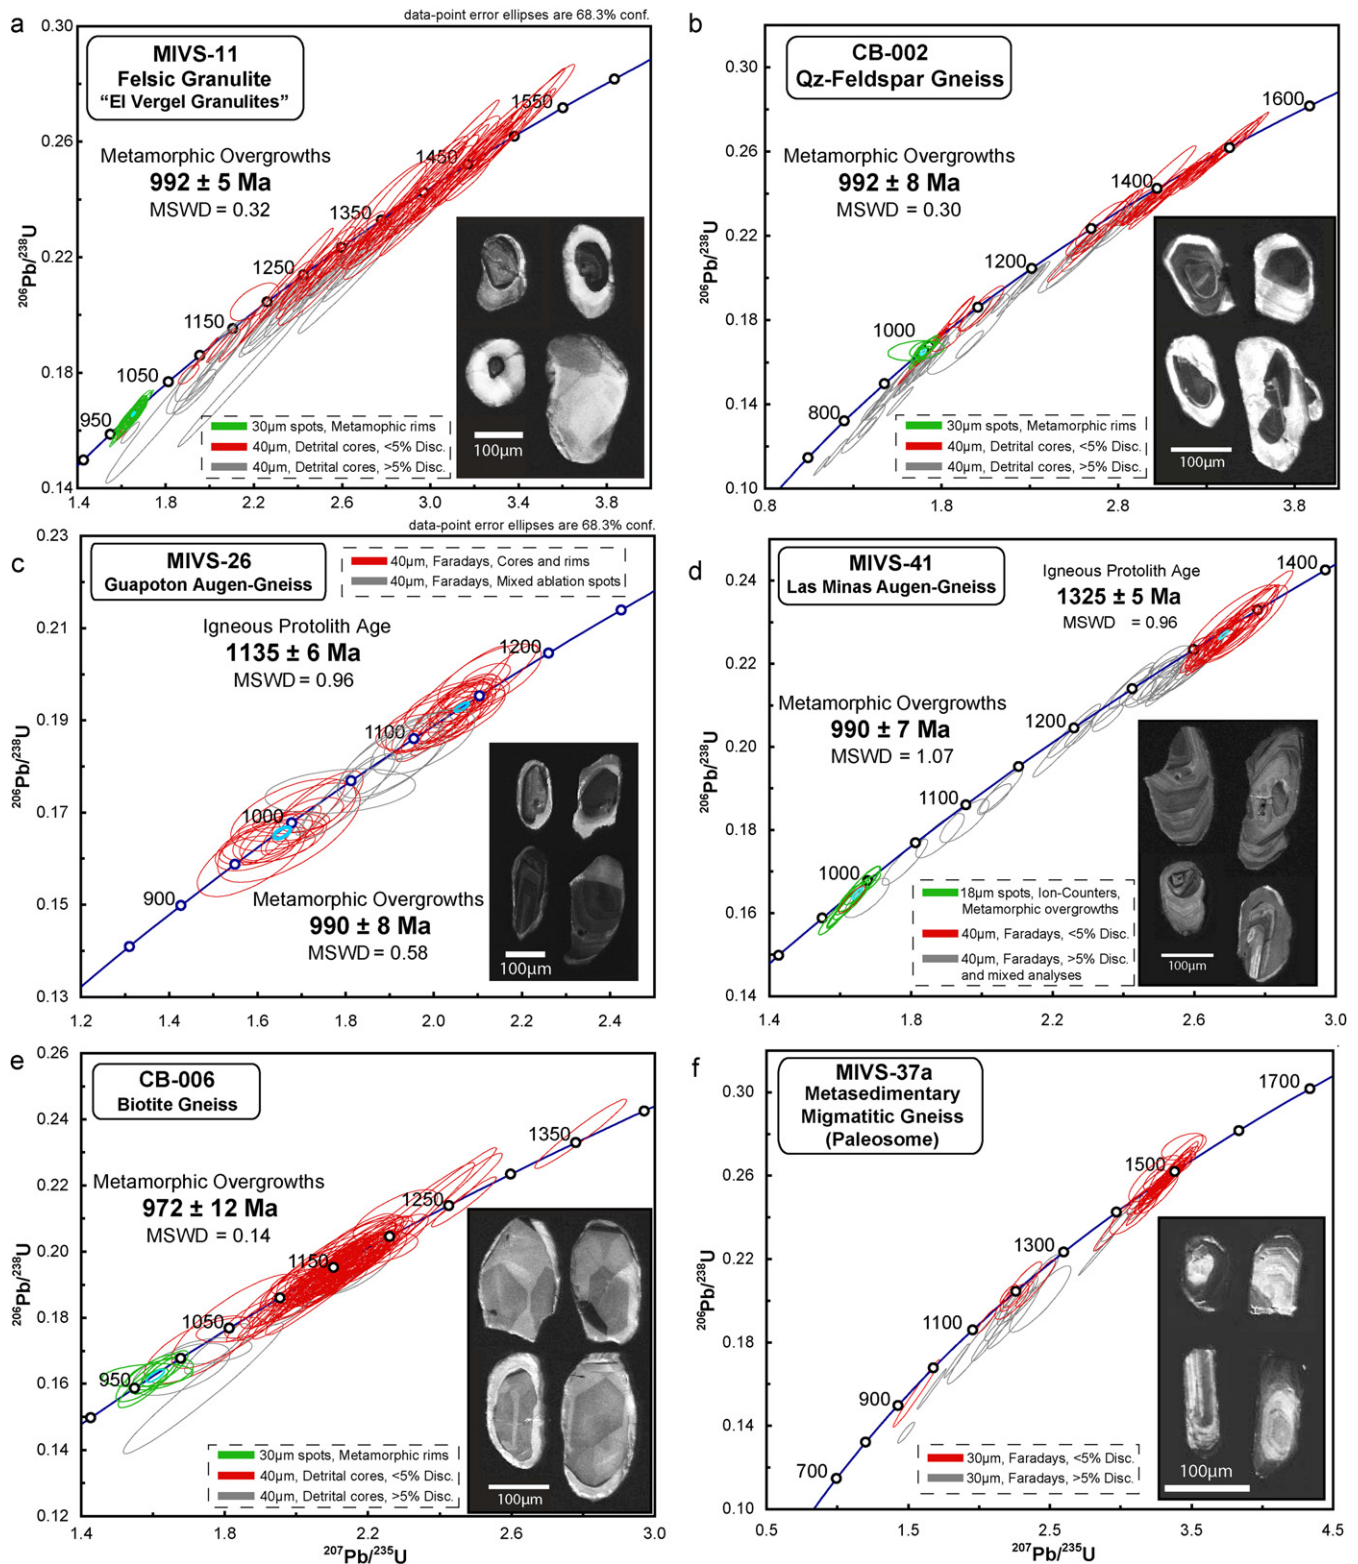 a
data-point error ellipses are 68.3% conf.
0.30
0.26
0.22
0.18
0.14
206Pb/238U
MIVS-11
Felsic Granulite
“El Vergel Granulites”
Metamorphic Overgrowths
992 ± 5 Ma
MSWD = 0.32
1550
1450
1350
1250
1150
1050
950
30µm spots, Metamophic rims
40µm, Detrital cores, <5% Disc.
40µm, Detrital cores, >5% Disc.
100µm
1.4 1.8 2.2 2.6 3.0 3.4 3.8
b
0.30
0.26
0.22
0.18
0.14
0.10
206Pb/238U
CB-002
Qz-Feldspar Gneiss
Metamorphic Overgrowths
992 ± 8 Ma
MSWD = 0.30
1600
1400
1200
1000
800
30µm spots, Metamorphic rims
40µm, Detrital cores, <5% Disc.
40µm, Detrital cores, >5% Disc.
100µm
0.8 1.8 2.8 3.8
c
data-point error ellipses are 68.3% conf.
0.23
0.21
0.19
0.17
0.15
0.13
206Pb/238U
MIVS-26
Guapoton Augen-Gneiss
40µm, Faradays, Cores and rims
40µm, Faradays, Mixed ablation spots
Igneous Protolith Age
1135 ± 6 Ma
MSWD = 0.96
1200
1100
1000
900
Metamorphic Overgrowths
990 ± 8 Ma
MSWD = 0.58
100µm
1.2 1.4 1.6 1.8 2.0 2.2 2.4
d
0.24
0.22
0.20
0.18
0.16
0.14
206Pb/238U
MIVS-41
Las Minas Augen-Gneiss
Igneous Protolith Age
1325 ± 5 Ma
MSWD = 0.96
1400
Metamorphic Overgrowths
990 ± 7 Ma
MSWD = 1.07
1200
1100
1000
18µm spots, Ion-Counters,
Metamorphic overgrowths
40µm, Faradays, <5% Disc.
40µm, Faradays, >5% Disc.
and mixed analyses
100µm
1.4 1.8 2.2 2.6 3.0
e
0.26
0.24
0.22
0.20
0.18
0.16
0.14
0.12
206Pb/238U
CB-006
Biotite Gneiss
Metamorphic Overgrowths
972 ± 12 Ma
MSWD = 0.14
1350
1250
1150
1050
950
30µm spots, Metamorphic rims
40µm, Detrital cores, <5% Disc.
40µm, Detrital cores, >5% Disc.
100µm
1.4 1.8 2.2 2.6 3.0
207Pb/235U
f
0.30
0.26
0.22
0.18
0.14
0.10
206Pb/238U
MIVS-37a
Metasedimentary
Migmatitic Gneiss
(Paleosome)
1700
1500
1300
1100
900
700
30µm, Faradays, <5% Disc.
30µm, Faradays, >5% Disc.
100µm
0.5 1.5 2.5 3.5 4.5
207Pb/235U